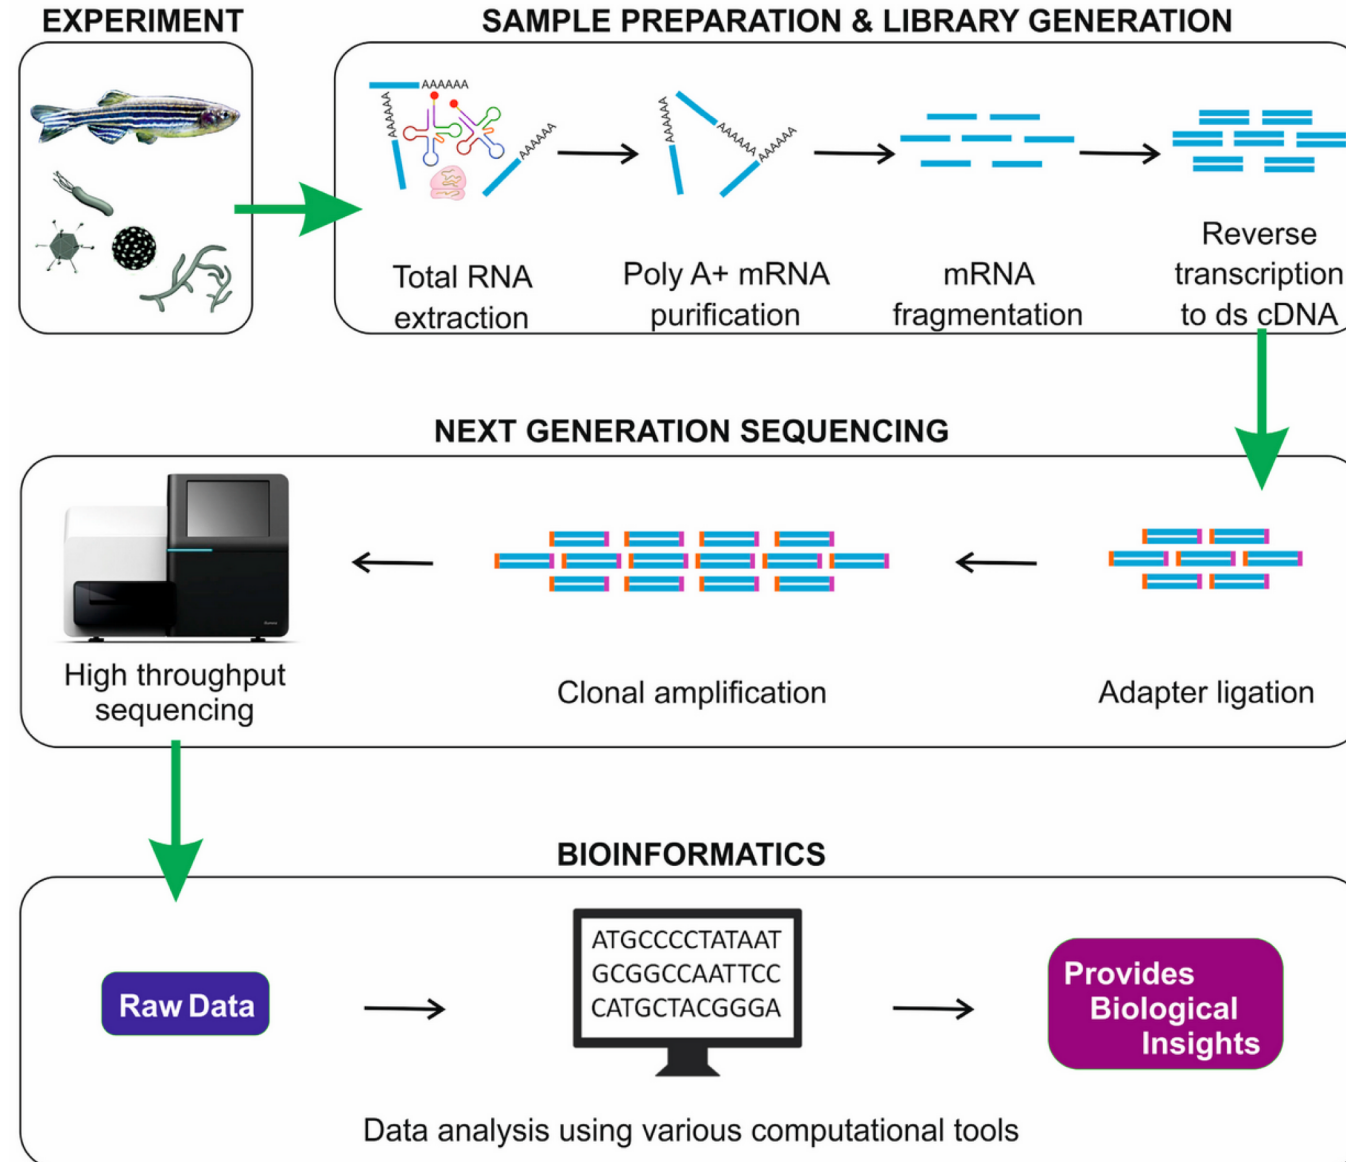 EXPERIMENT
SAMPLE PREPARATION & LIBRARY GENERATION
AAAAAA
AAAAAA
AAAAAA
AAAAAA
AAAAAA
AAAAAA
Total RNA
extraction
Poly A+ mRNA
purification
mRNA
fragmentation
Reverse
transcription
to ds cDNA
NEXT GENERATION SEQUENCING
High throughput
sequencing
Clonal amplification
Adapter ligation
BIOINFORMATICS
Raw Data
ATGCCCCTATAAT
GCGGCCAATTCC
CATGCTACGGGA
Provides
Biological
Insights
Data analysis using various computational tools